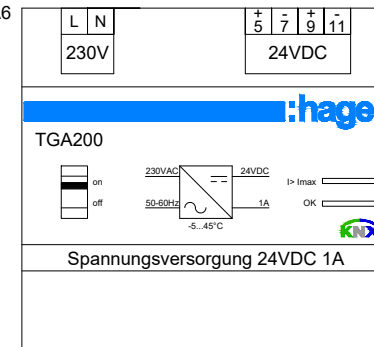 6
L N
+ - + -
5 7 9 11
230V
24VDC
:hage
TGA200
on
off
230VAC
50-60Hz
24VDC
1A
-5...45°C
I> Imax
OK
KNX
Spannungsversorgung 24VDC 1A